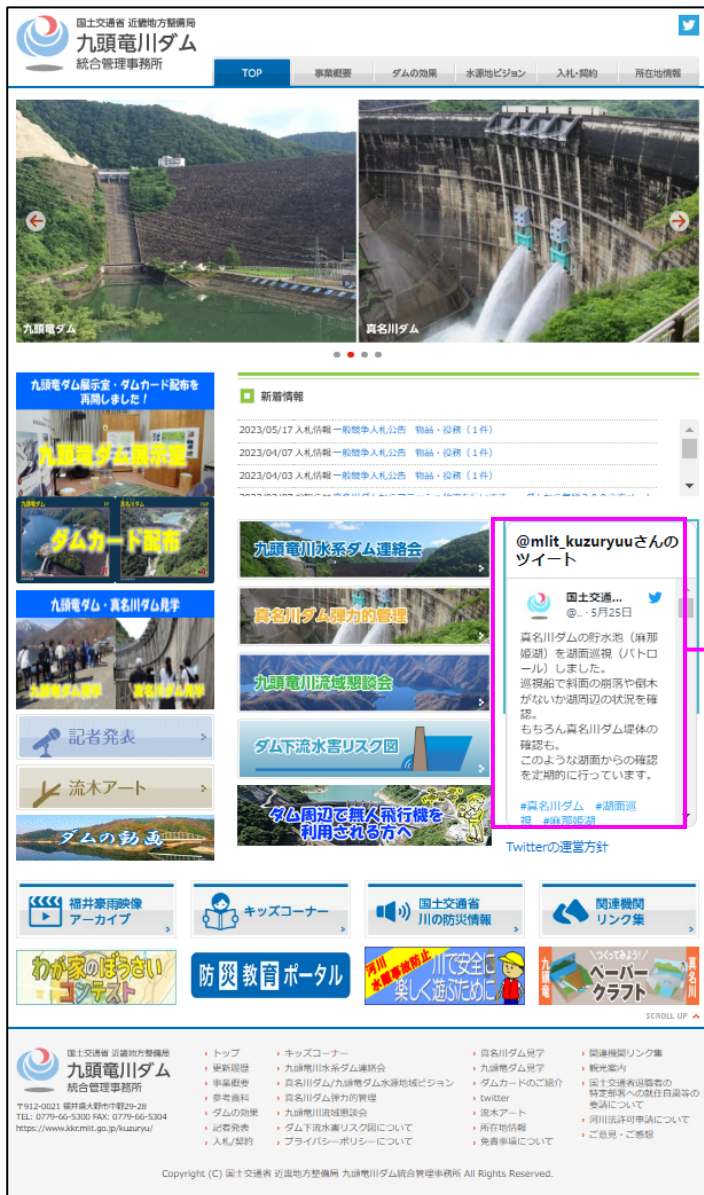 国土交通省 近畿地方整備局
九頭竜川ダム
統合管理事務所
TOP
事業概要
ダムの効果
水源地ビジョン
入札・契約
所在地情報
九頭竜ダム
真名川ダム
九頭竜ダム展示室・ダムカード配布を
再開しました！
九頭竜ダム展示室
ダムカード配布
九頭竜ダム・真名川ダム見学
九頭竜ダム見学
真名川ダム見学
記者発表
流木アート
ダムの動画
新着情報
2023/05/17 入札情報 一般競争入札公告 物品・役務（1件）
2023/04/07 入札情報 一般競争入札公告 物品・役務（1件）
2023/04/03 入札情報 一般競争入札公告 物品・役務（1件）
九頭竜川水系ダム連絡会
真名川ダム弾力的管理
九頭竜川流域懇談会
ダム下流水害リスク図
ダム周辺で無人飛行機を
利用される方へ
@mlit_kuzuryuuさんの
ツイート
国土交通...
@.. · 5月25日
真名川ダムの貯水池（麻那
姫湖）を湖面巡視（パトロ
ール）しました。
巡視船で斜面の崩落や倒木
がないか湖周辺の状況を確
認。
もちろん真名川ダム堤体の
確認も。
このような湖面からの確認
を定期的に行っています。
#真名川ダム #湖面巡
視 #麻那姫湖
Twitterの運営方針
福井豪雨映像
アーカイブ
キッズコーナー
国土交通省
川の防災情報
関連機関
リンク集
わが家のぼうさい
コンテスト
防災教育ポータル
河川
水難事故防止
川で安全に
楽しく遊ぶために
九頭竜
つくってみよう！
ペーパー
クラフト
真名川
SCROLL UP
国土交通省 近畿地方整備局
九頭竜川ダム
統合管理事務所
〒912-0021 福井県大野市中野29-28
TEL: 0779-66-5300 FAX: 0779-66-5304
https://www.kkr.mlit.go.jp/kuzuryu/
トップ
更新履歴
事業概要
参考資料
ダムの効果
記者発表
入札/契約
キッズコーナー
九頭竜川水系ダム連絡会
真名川ダム/九頭竜ダム水源地域ビジョン
真名川ダム弾力的管理
九頭竜川流域懇談会
ダム下流水害リスク図について
プライバシーポリシーについて
真名川ダム見学
九頭竜ダム見学
ダムカードのご紹介
twitter
流木アート
所在地情報
免責事項について
関連機関リンク集
観光案内
国土交通省退職者の
特定部署への就任自粛等の
要請について
河川法許可申請について
ご意見・ご感想
Copyright (C) 国土交通省 近畿地方整備局 九頭竜川ダム統合管理事務所 All Rights Reserved.